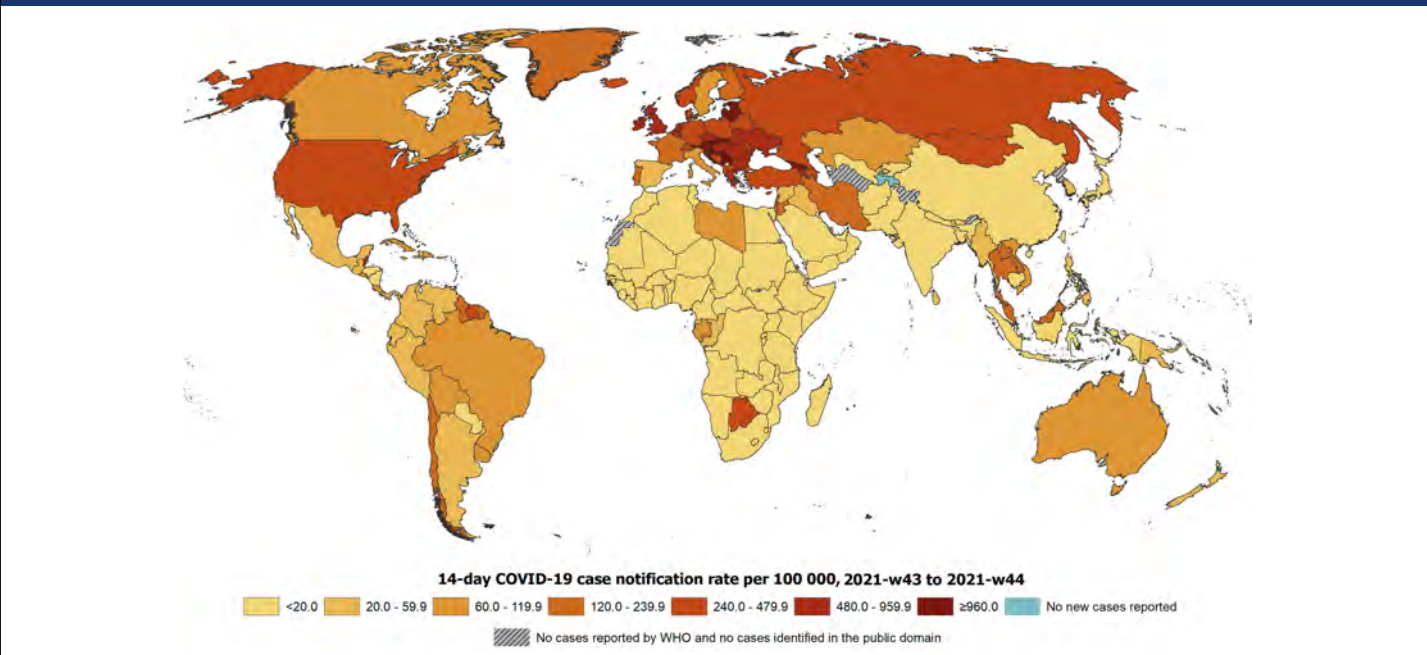 14-day COVID-19 case notification rate per 100 000, 2021-w43 to 2021-w44
<20.0 20.0 - 59.9 60.0 - 119.9 120.0 - 239.9 240.0 - 479.9 480.0 - 959.9 ≥960.0 No new cases reported
No cases reported by WHO and no cases identified in the public domain